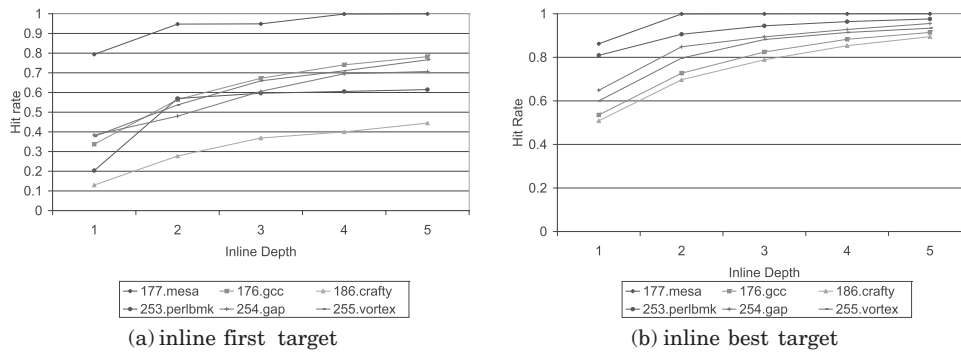 1
0.9
0.8
0.7
0.6
0.5
0.4
0.3
0.2
0.1
0
Hit rate
1 2 3 4 5
Inline Depth
177.mesa 176.gcc 186.crafty
253.perlbmk 254.gap 255.vortex
(a) inline first target
1
0.8
0.6
0.4
0.2
0
Hit Rate
1 2 3 4 5
Inline Depth
177.mesa 176.gcc 186.crafty
253.perlbmk 254.gap 255.vortex
(b) inline best target